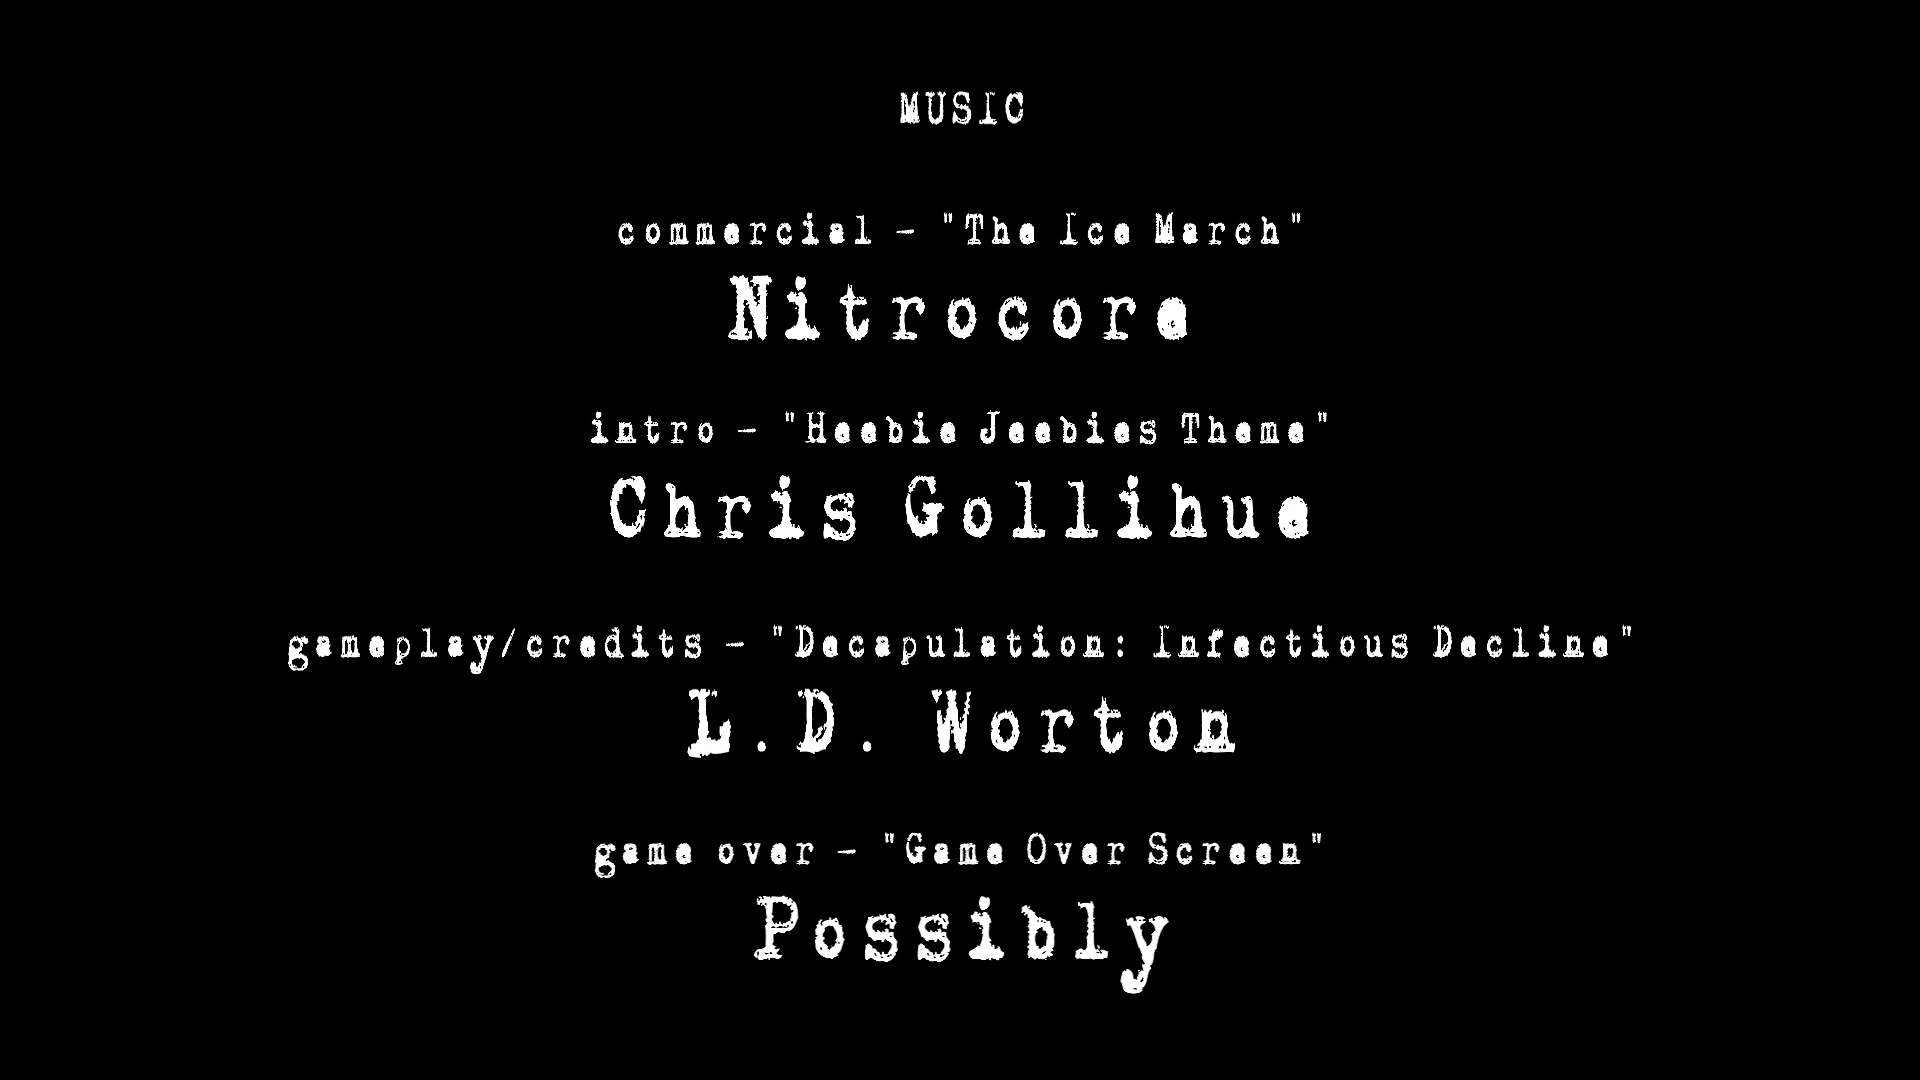 MUSIC
commercial - "The Ice March"
Nitrocore
intro - "Heebie Jeebies Theme"
Chris Gollihue
gameplay/credits - "Decapulation: Infectious Decline"
L.D. Worton
game over - "Game Over Screen"
Possibly